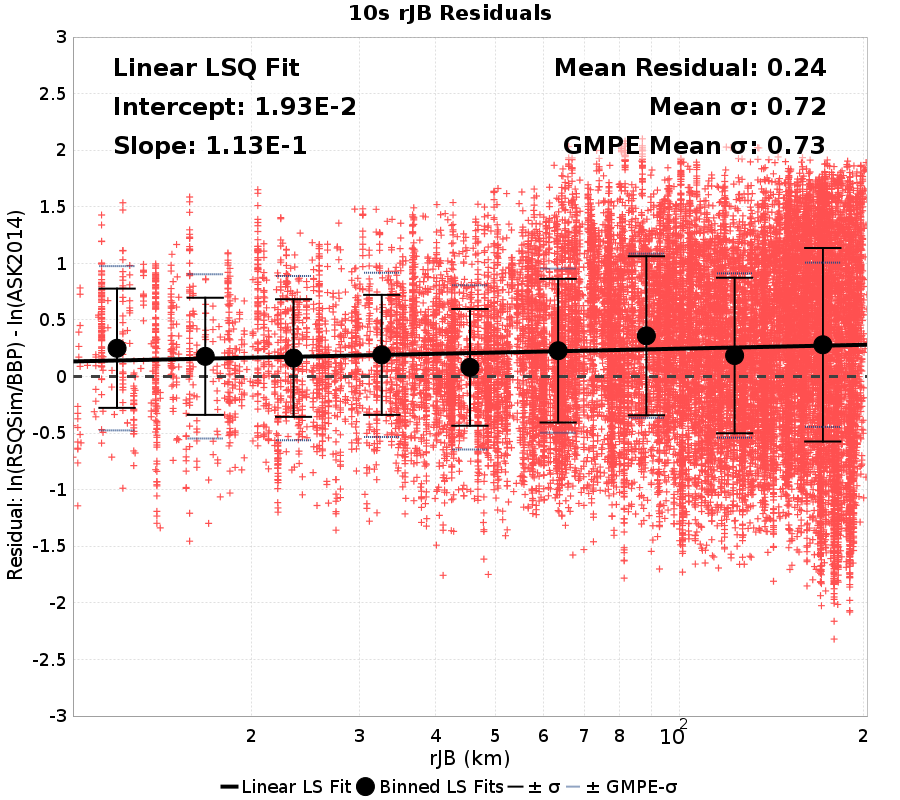 10s rJB Residuals
Linear LSQ Fit
Intercept: 1.93E-2
Slope: 1.13E-1
Mean Residual: 0.24
Mean σ: 0.72
GMPE Mean σ: 0.73
Residual: ln(RSQSim/BBP) - ln(ASK2014)
3
2.5
2
1.5
1
0.5
0
-0.5
-1
-1.5
-2
-2.5
-3
2 3 4 5 6 7 8 10² 2
rJB (km)
Linear LS Fit Binned LS Fits ± σ ± GMPE-σ